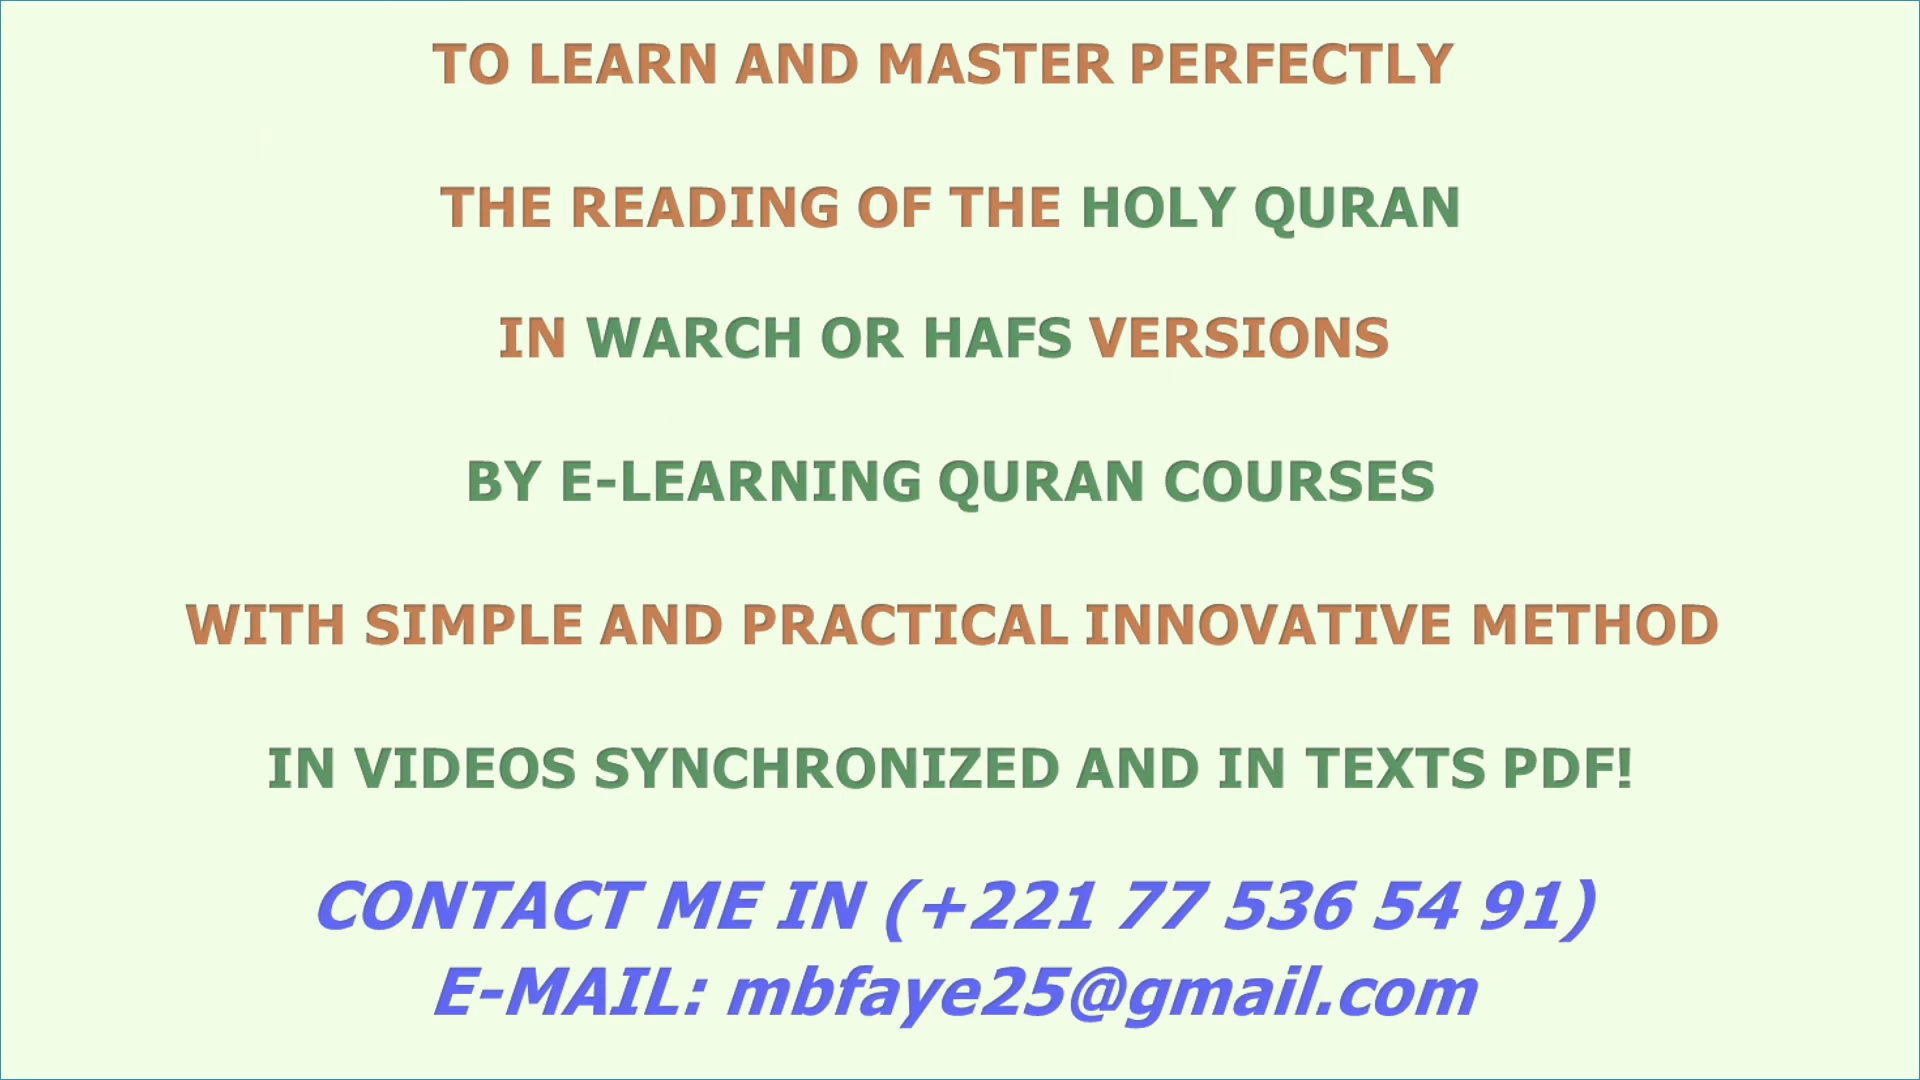 TO LEARN AND MASTER PERFECTLY
THE READING OF THE HOLY QURAN
IN WARCH OR HAFS VERSIONS
BY E-LEARNING QURAN COURSES
WITH SIMPLE AND PRACTICAL INNOVATIVE METHOD
IN VIDEOS SYNCHRONIZED AND IN TEXTS PDF!
CONTACT ME IN (+221 77 536 54 91)
E-MAIL: mbfaye25@gmail.com